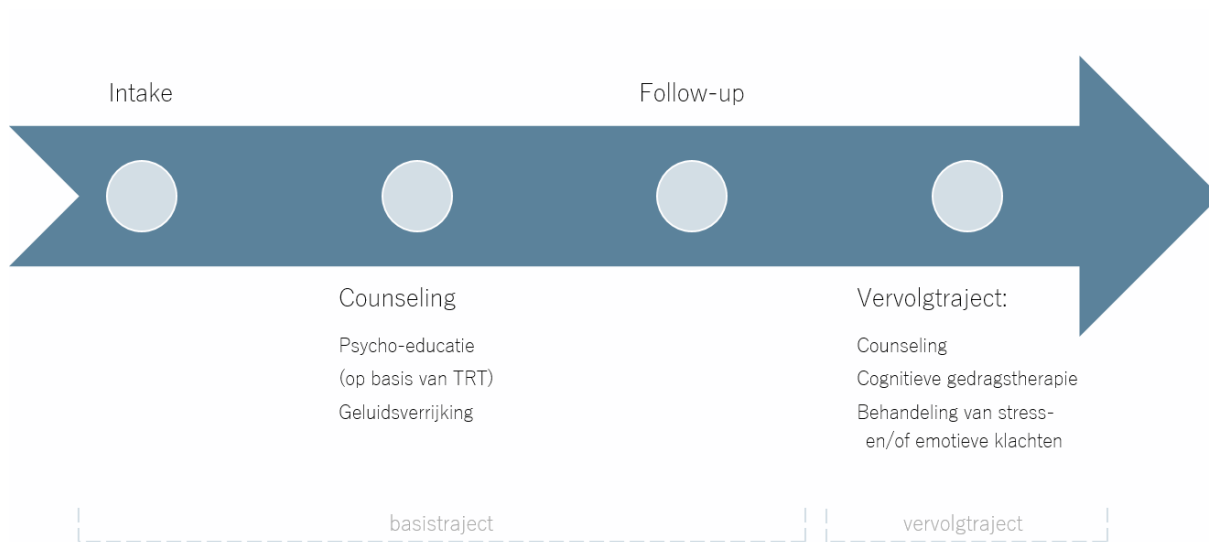 Intake
Follow-up
Counseling
Psycho-educatie
(op basis van TRT)
Geluidsverrijking
Vervolgtraject:
Counseling
Cognitieve gedragstherapie
Behandeling van stress-
en/of emotieve klachten
basistraject
vervolgtraject